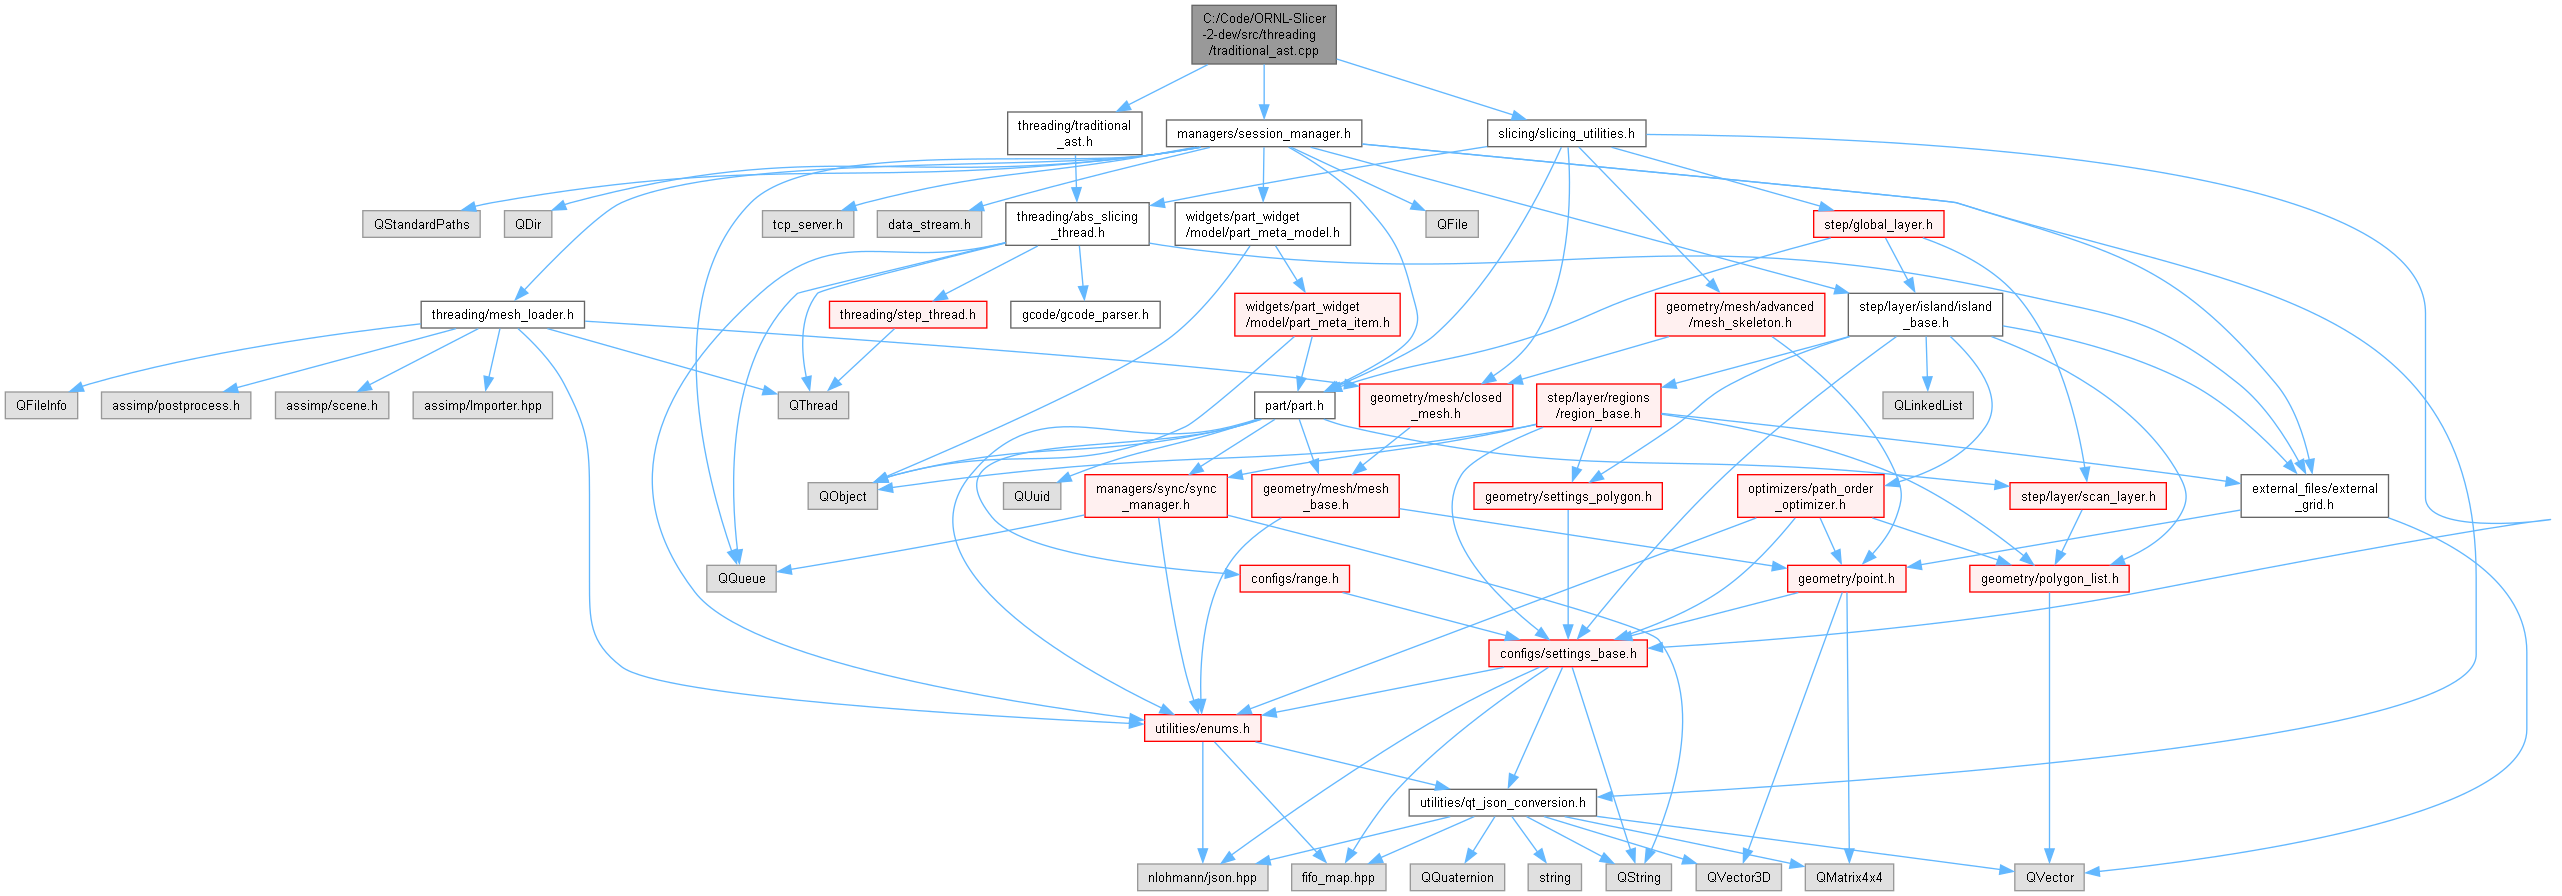 C:/Code/ORNL-Slicer
-2-dev/src/threading
/traditional_ast.cpp
threading/traditional
_ast.h
managers/session_manager.h
slicing/slicing_utilities.h
QStandardPaths
QDir
tcp_server.h
data_stream.h
threading/abs_slicing
_thread.h
widgets/part_widget
/model/part_meta_model.h
QFile
step/global_layer.h
threading/mesh_loader.h
threading/step_thread.h
gcode/gcode_parser.h
widgets/part_widget
/model/part_meta_item.h
geometry/mesh/advanced
/mesh_skeleton.h
step/layer/island/island
_base.h
QFileInfo
assimp/postprocess.h
assimp/scene.h
assimp/Importer.hpp
QThread
part/part.h
geometry/mesh/closed
_mesh.h
step/layer/regions
/region_base.h
QLinkedList
QObject
QUuid
managers/sync/sync
_manager.h
geometry/mesh/mesh
_base.h
geometry/settings_polygon.h
optimizers/path_order
_optimizer.h
step/layer/scan_layer.h
external_files/external
_grid.h
QQueue
configs/range.h
geometry/point.h
geometry/polygon_list.h
configs/settings_base.h
utilities/enums.h
utilities/qt_json_conversion.h
nlohmann/json.hpp
fifo_map.hpp
QQuaternion
string
QString
QVector3D
QMatrix4x4
QVector